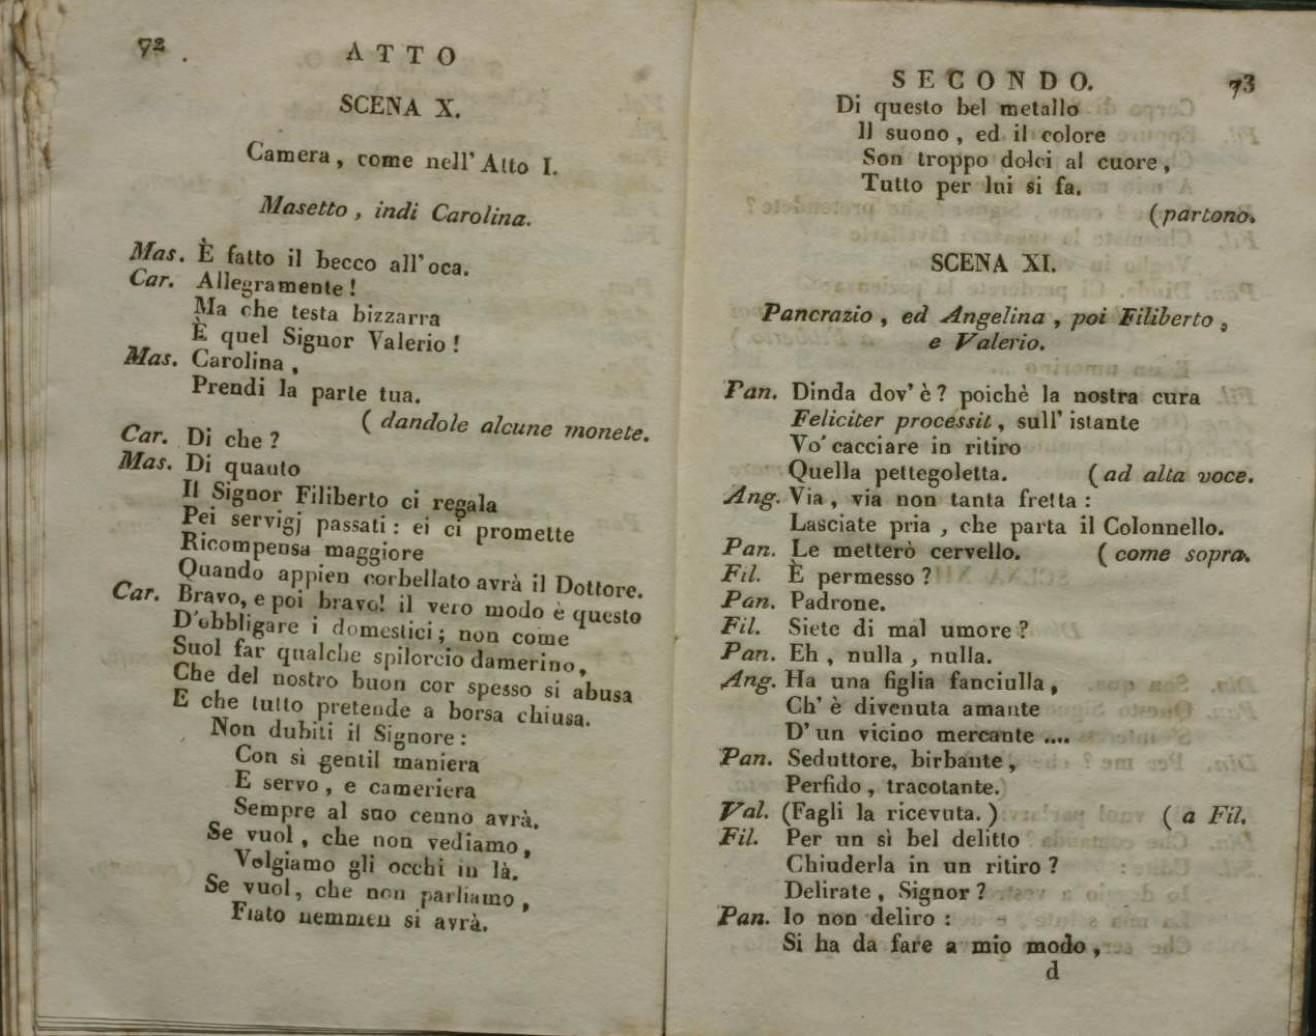 72
ATTO
SCENA X.
Camera, come nell' Atto I.
Masetto, indi Carolina.
Mas. È fatto il becco all' oca.
Car. Allegramente!
Ma che testa bizzarra
È quel Signor Valerio!
Mas. Carolina,
Prendi la parte tua.
( dandole alcune monete.
Car. Di che?
Mas. Di quanto
Il Signor Filiberto ci regala
Pei servigj passati: ei ci promette
Ricompensa maggiore
Quando appien corbellato avrà il Dottore.
Car. Bravo, e poi bravo! il vero modo è questo
D'obbligare i domestici; non come
Suol far qualche spilorcio damerino,
Che del nostro buon cor spesso si abusa
E che tutto pretende a borsa chiusa.
Non dubiti il Signore:
Con sì gentil maniera
E servo, e cameriera
Sempre al suo cenno avrà.
Se vuol, che non vediamo,
Volgiamo gli occhi in là.
Se vuol, che non parliamo,
Fiato nemmen si avrà.
SECONDO.
73
Di questo bel metallo
Il suono, ed il colore
Son troppo dolci al cuore,
Tutto per lui si fa.
(partono.
SCENA XI.
Pancrazio, ed Angelina, poi Filiberto,
e Valerio.
Pan. Dinda dov' è? poichè la nostra cura
Feliciter processit, sull' istante
Vo' cacciare in ritiro
Quella pettegoletta. (ad alta voce.
Ang. Via, via non tanta fretta:
Lasciate pria, che parta il Colonnello.
Pan. Le metterò cervello. ( come sopra.
Fil. È permesso?
Pan. Padrone.
Fil. Siete di mal umore?
Pan. Eh, nulla, nulla.
Ang. Ha una figlia fanciulla,
Ch' è divenuta amante
D' un vicino mercante ....
Pan. Seduttore, birbante,
Perfido, tracotante.
Val. (Fagli la ricevuta.) ( a Fil.
Fil. Per un sì bel delitto
Chiuderla in un ritiro?
Delirate, Signor?
Pan. Io non deliro:
Si ha da fare a mio modo,
d